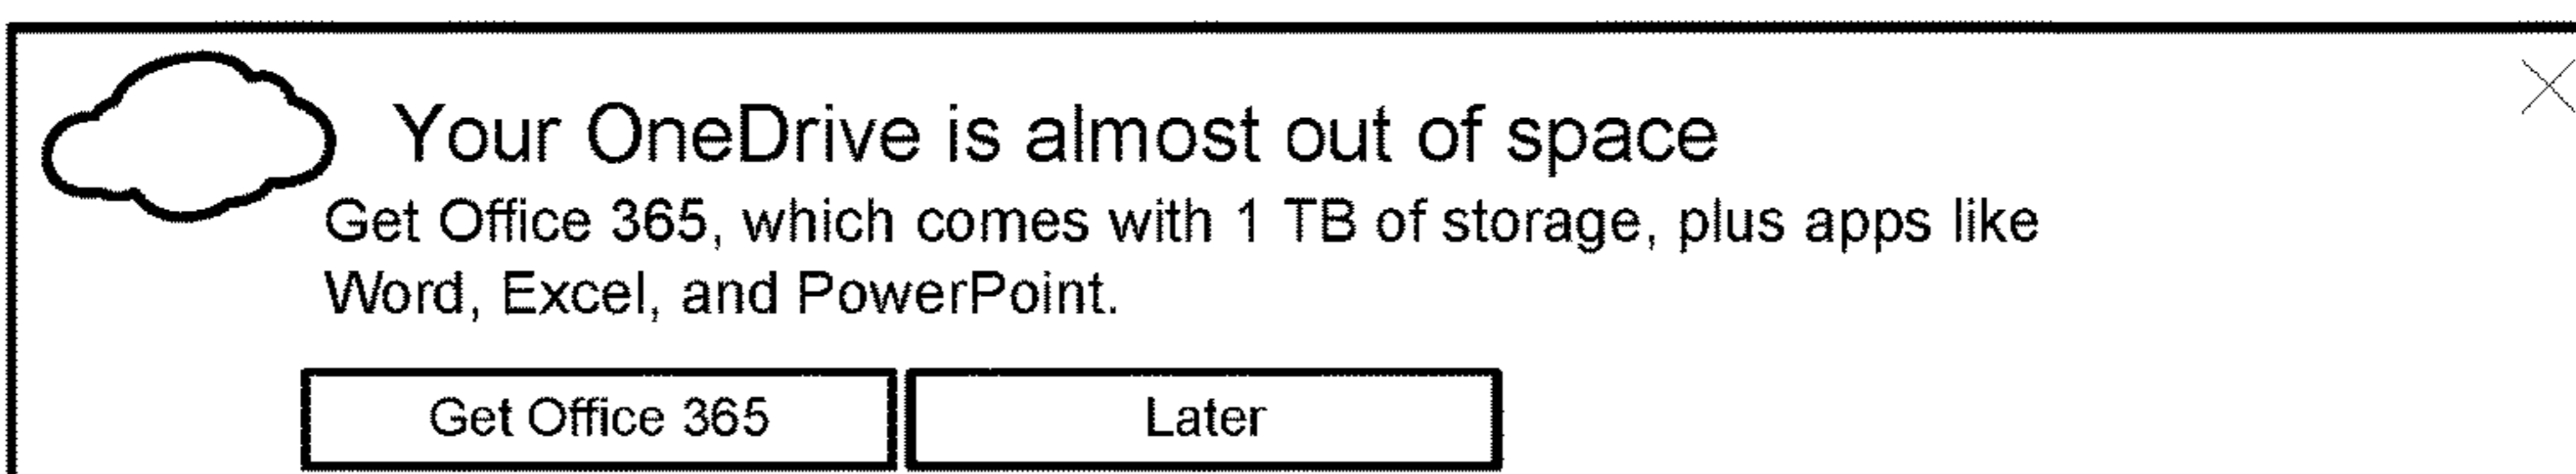 Your OneDrive is almost out of space
Get Office 365, which comes with 1 TB of storage, plus apps like
Word, Excel, and PowerPoint.
Get Office 365
Later